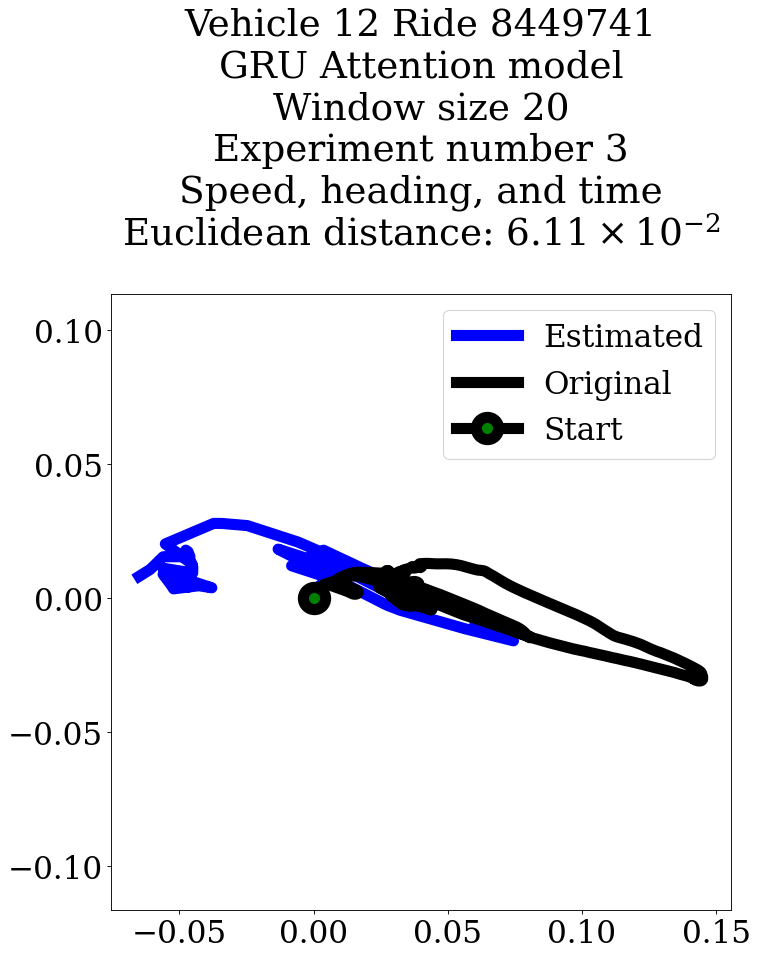 Vehicle 12 Ride 8449741
GRU Attention model
Window size 20
Experiment number 3
Speed, heading, and time
Euclidean distance: 6.11 × 10⁻²
Estimated
Original
Start
0.10
0.05
0.00
−0.05
−0.10
−0.05 0.00 0.05 0.10 0.15